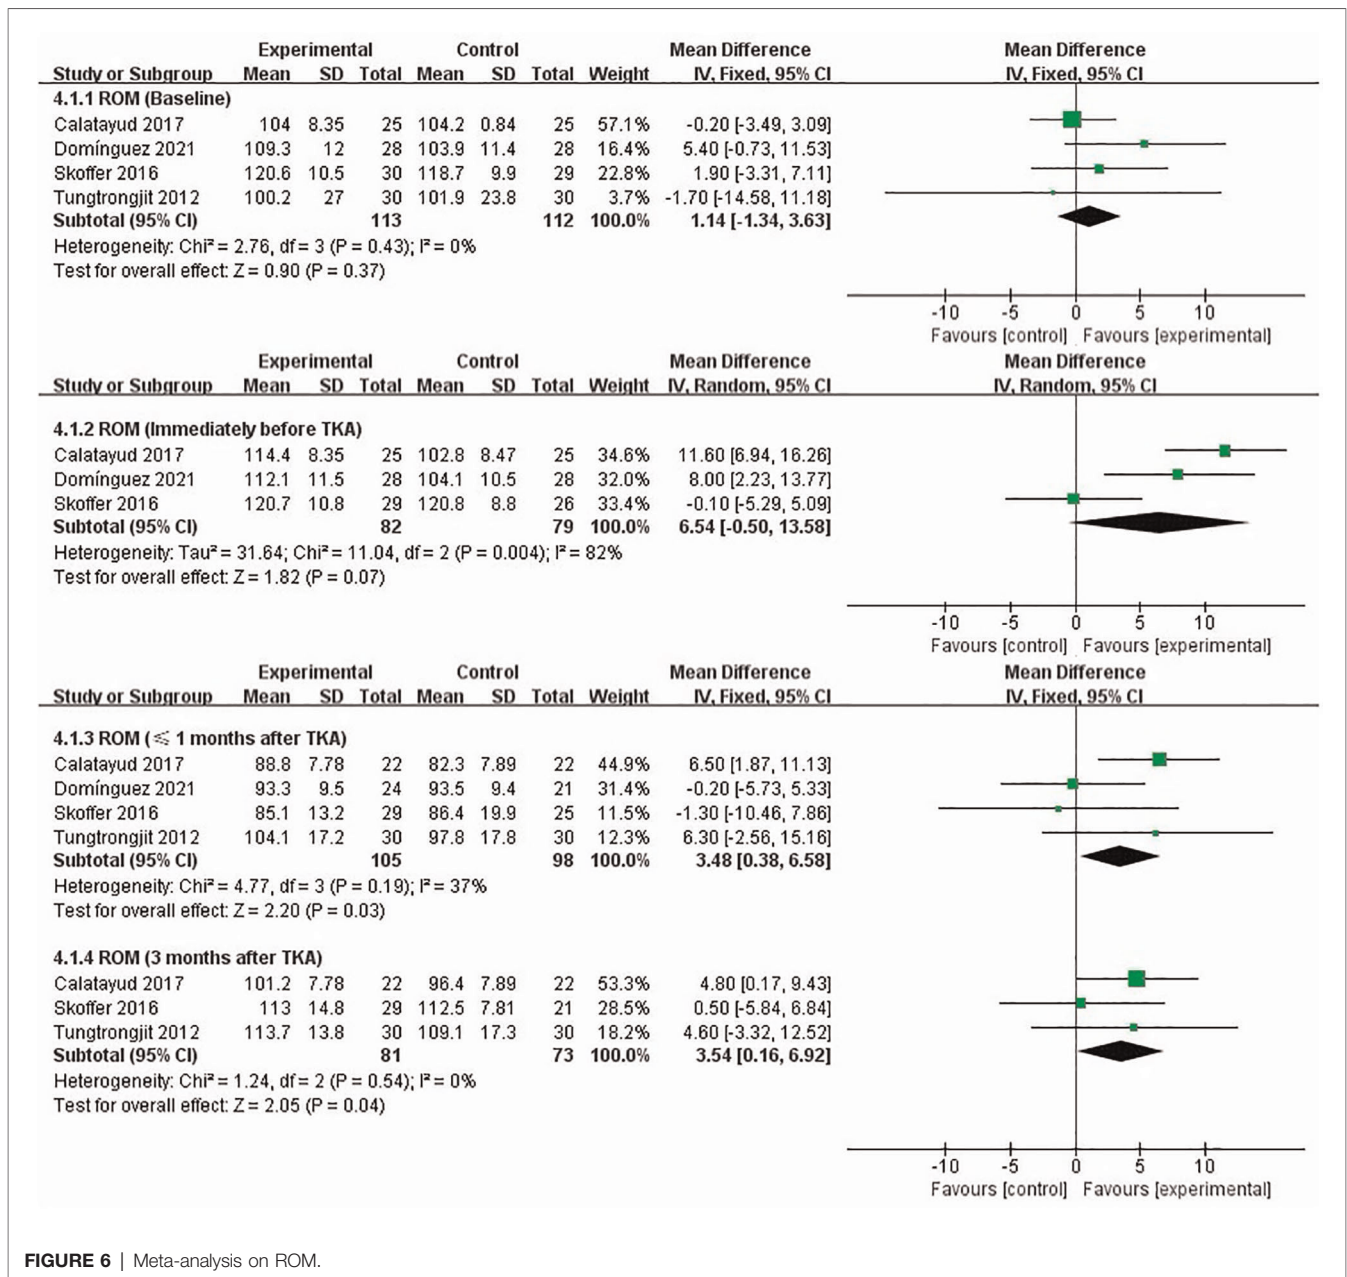 Experimental Control Mean Difference Mean Difference
Study or Subgroup Mean SD Total Mean SD Total Weight IV, Fixed, 95% CI IV, Fixed, 95% CI
4.1.1 ROM (Baseline)
Calatayud 2017 104 8.35 25 104.2 0.84 25 57.1% -0.20 [-3.49, 3.09]
Domínguez 2021 109.3 12 28 103.9 11.4 28 16.4% 5.40 [-0.73, 11.53]
Skoffer 2016 120.6 10.5 30 118.7 9.9 29 22.8% 1.90 [-3.31, 7.11]
Tungtrongjit 2012 100.2 27 30 101.9 23.8 30 3.7% -1.70 [-14.58, 11.18]
Subtotal (95% CI) 113 112 100.0% 1.14 [-1.34, 3.63]
Heterogeneity: Chi² = 2.76, df = 3 (P = 0.43); I² = 0%
Test for overall effect: Z = 0.90 (P = 0.37)
-10 -5 0 5 10
Favours [control] Favours [experimental]
Experimental Control Mean Difference Mean Difference
Study or Subgroup Mean SD Total Mean SD Total Weight IV, Random, 95% CI IV, Random, 95% CI
4.1.2 ROM (Immediately before TKA)
Calatayud 2017 114.4 8.35 25 102.8 8.47 25 34.6% 11.60 [6.94, 16.26]
Domínguez 2021 112.1 11.5 28 104.1 10.5 28 32.0% 8.00 [2.23, 13.77]
Skoffer 2016 120.7 10.8 29 120.8 8.8 26 33.4% -0.10 [-5.29, 5.09]
Subtotal (95% CI) 82 79 100.0% 6.54 [-0.50, 13.58]
Heterogeneity: Tau² = 31.64; Chi² = 11.04, df = 2 (P = 0.004); I² = 82%
Test for overall effect: Z = 1.82 (P = 0.07)
-10 -5 0 5 10
Favours [control] Favours [experimental]
Experimental Control Mean Difference Mean Difference
Study or Subgroup Mean SD Total Mean SD Total Weight IV, Fixed, 95% CI IV, Fixed, 95% CI
4.1.3 ROM (≤ 1 months after TKA)
Calatayud 2017 88.8 7.78 22 82.3 7.89 22 44.9% 6.50 [1.87, 11.13]
Domínguez 2021 93.3 9.5 24 93.5 9.4 21 31.4% -0.20 [-5.73, 5.33]
Skoffer 2016 85.1 13.2 29 86.4 19.9 25 11.5% -1.30 [-10.46, 7.86]
Tungtrongjit 2012 104.1 17.2 30 97.8 17.8 30 12.3% 6.30 [-2.56, 15.16]
Subtotal (95% CI) 105 98 100.0% 3.48 [0.38, 6.58]
Heterogeneity: Chi² = 4.77, df = 3 (P = 0.19); I² = 37%
Test for overall effect: Z = 2.20 (P = 0.03)
4.1.4 ROM (3 months after TKA)
Calatayud 2017 101.2 7.78 22 96.4 7.89 22 53.3% 4.80 [0.17, 9.43]
Skoffer 2016 113 14.8 29 112.5 7.81 21 28.5% 0.50 [-5.84, 6.84]
Tungtrongjit 2012 113.7 13.8 30 109.1 17.3 30 18.2% 4.60 [-3.32, 12.52]
Subtotal (95% CI) 81 73 100.0% 3.54 [0.16, 6.92]
Heterogeneity: Chi² = 1.24, df = 2 (P = 0.54); I² = 0%
Test for overall effect: Z = 2.05 (P = 0.04)
-10 -5 0 5 10
Favours [control] Favours [experimental]
FIGURE 6 | Meta-analysis on ROM.